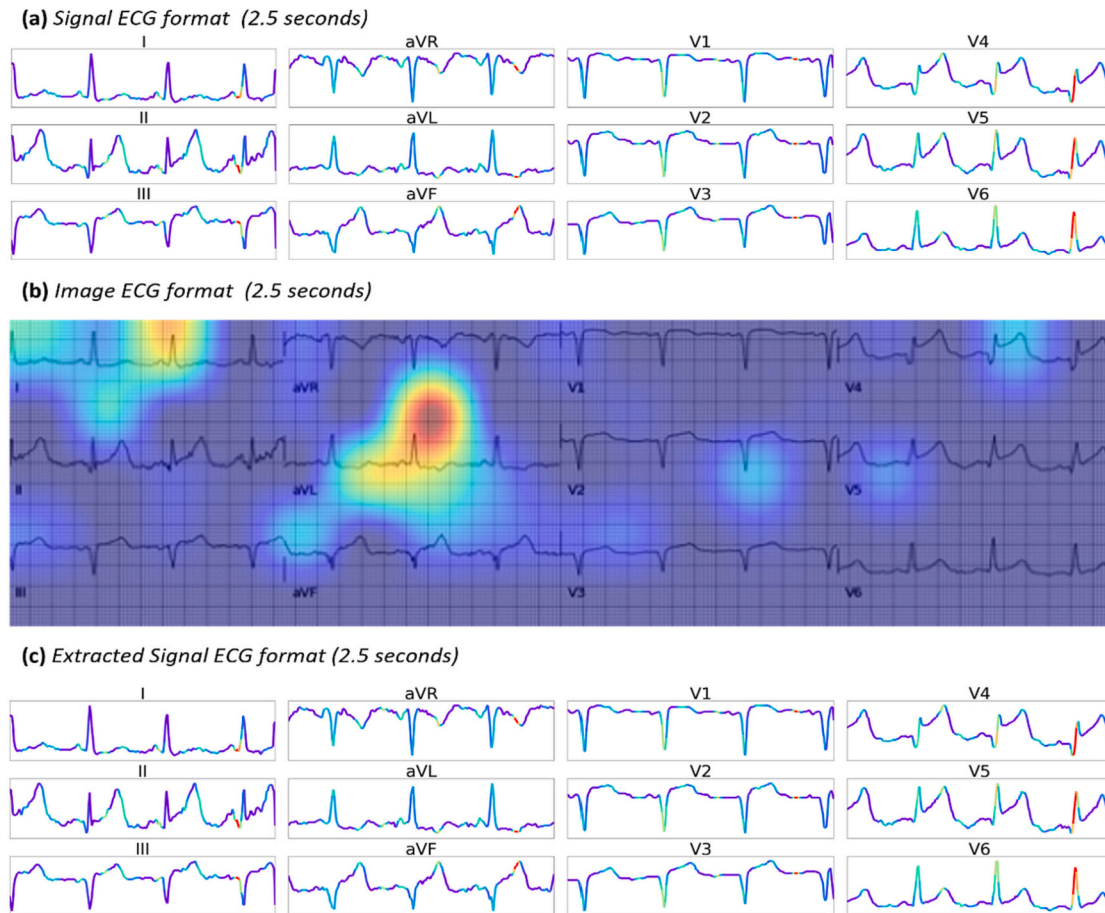 (a) Signal ECG format (2.5 seconds)
I aVR V1 V4
II aVL V2 V5
III aVF V3 V6
(b) Image ECG format (2.5 seconds)
I aVR V1 V4
II aVL V2 V5
III aVF V3 V6
(c) Extracted Signal ECG format (2.5 seconds)
I aVR V1 V4
II aVL V2 V5
III aVF V3 V6